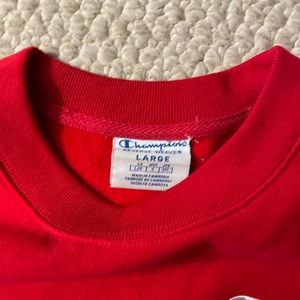 Champion
REVERSE WEAVE
LARGE
MADE IN CAMBODIA
FABRIQUÉ AU CAMBODGE
HECHO EN CAMBOYA